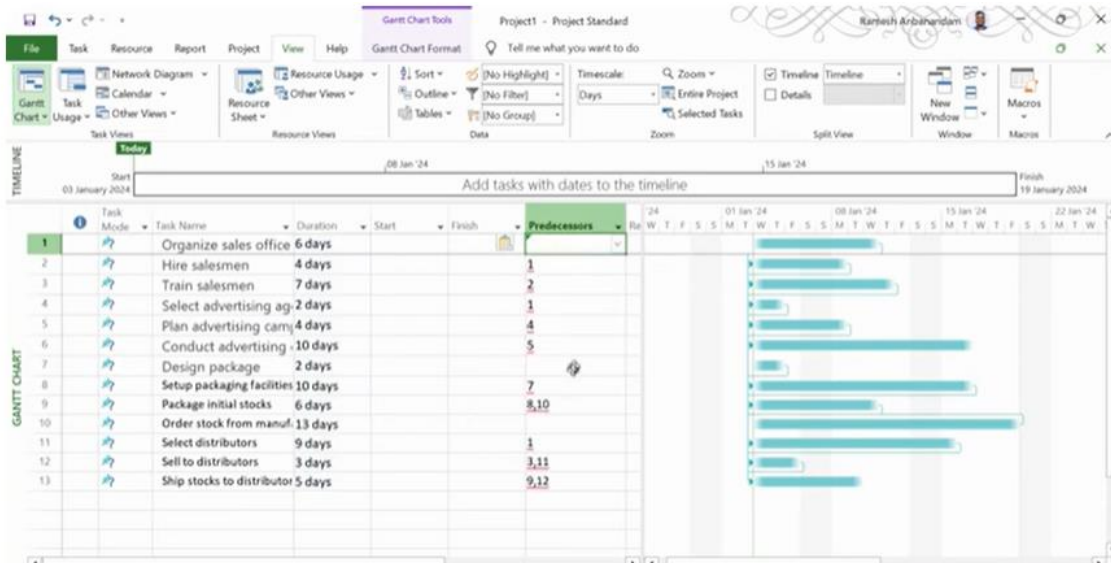 Gantt Chart Tools Project1 - Project Standard Ramesh Anbanandam
File Task Resource Report Project View Help Gantt Chart Format Tell me what you want to do
Gantt Chart
Task Usage
Network Diagram
Calendar
Other Views
Task Views
Resource Sheet
Resource Usage
Other Views
Resource Views
Sort
Outline
Tables
[No Highlight]
[No Filter]
[No Group]
Data
Timescale:
Days
Zoom
Entire Project
Selected Tasks
Zoom
Timeline Timeline
Details
Split View
New Window
Window
Macros
Macros
TIMELINE
Today
Start
03 January 2024
08 Jan '24 15 Jan '24
Add tasks with dates to the timeline
Finish
19 January 2024
GANTT CHART
Task Mode Task Name Duration Start Finish Predecessors Re
'24 01 Jan '24 08 Jan '24 15 Jan '24 22 Jan '24
W T F S S M T W T F S S M T W T F S S M T W
1 Organize sales office 6 days
2 Hire salesmen 4 days 1
3 Train salesmen 7 days 2
4 Select advertising ag 2 days 1
5 Plan advertising cam 4 days 4
6 Conduct advertising 10 days 5
7 Design package 2 days
8 Setup packaging facilities 10 days 7
9 Package initial stocks 6 days 8,10
10 Order stock from manuf. 13 days
11 Select distributors 9 days 1
12 Sell to distributors 3 days 3,11
13 Ship stocks to distributor 5 days 9,12